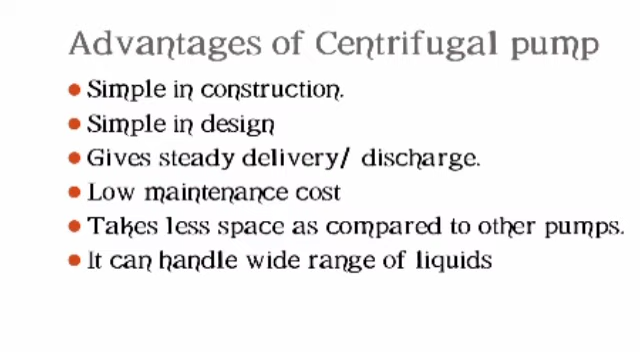 Advantages of Centrifugal pump
• Simple in construction.
• Simple in design
• Gives steady delivery/ discharge.
• Low maintenance cost
• Takes less space as compared to other pumps.
• It can handle wide range of liquids